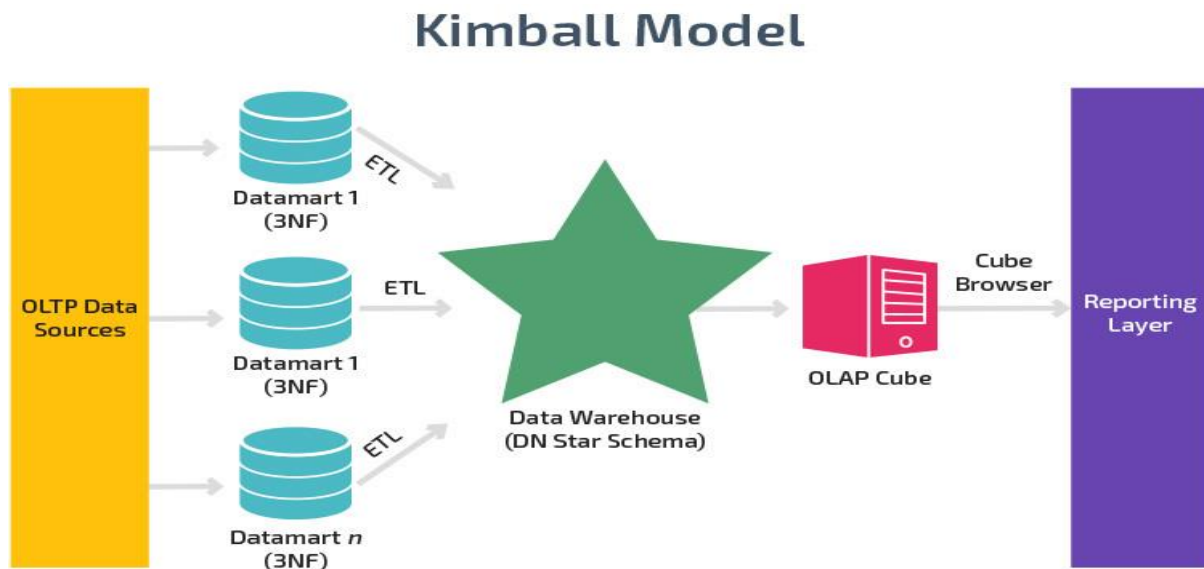 Kimball Model
OLTP Data
Sources
Datamart 1
(3NF)
ETL
Datamart 1
(3NF)
ETL
Datamart n
(3NF)
ETL
Data Warehouse
(DN Star Schema)
OLAP Cube
Cube
Browser
Reporting
Layer